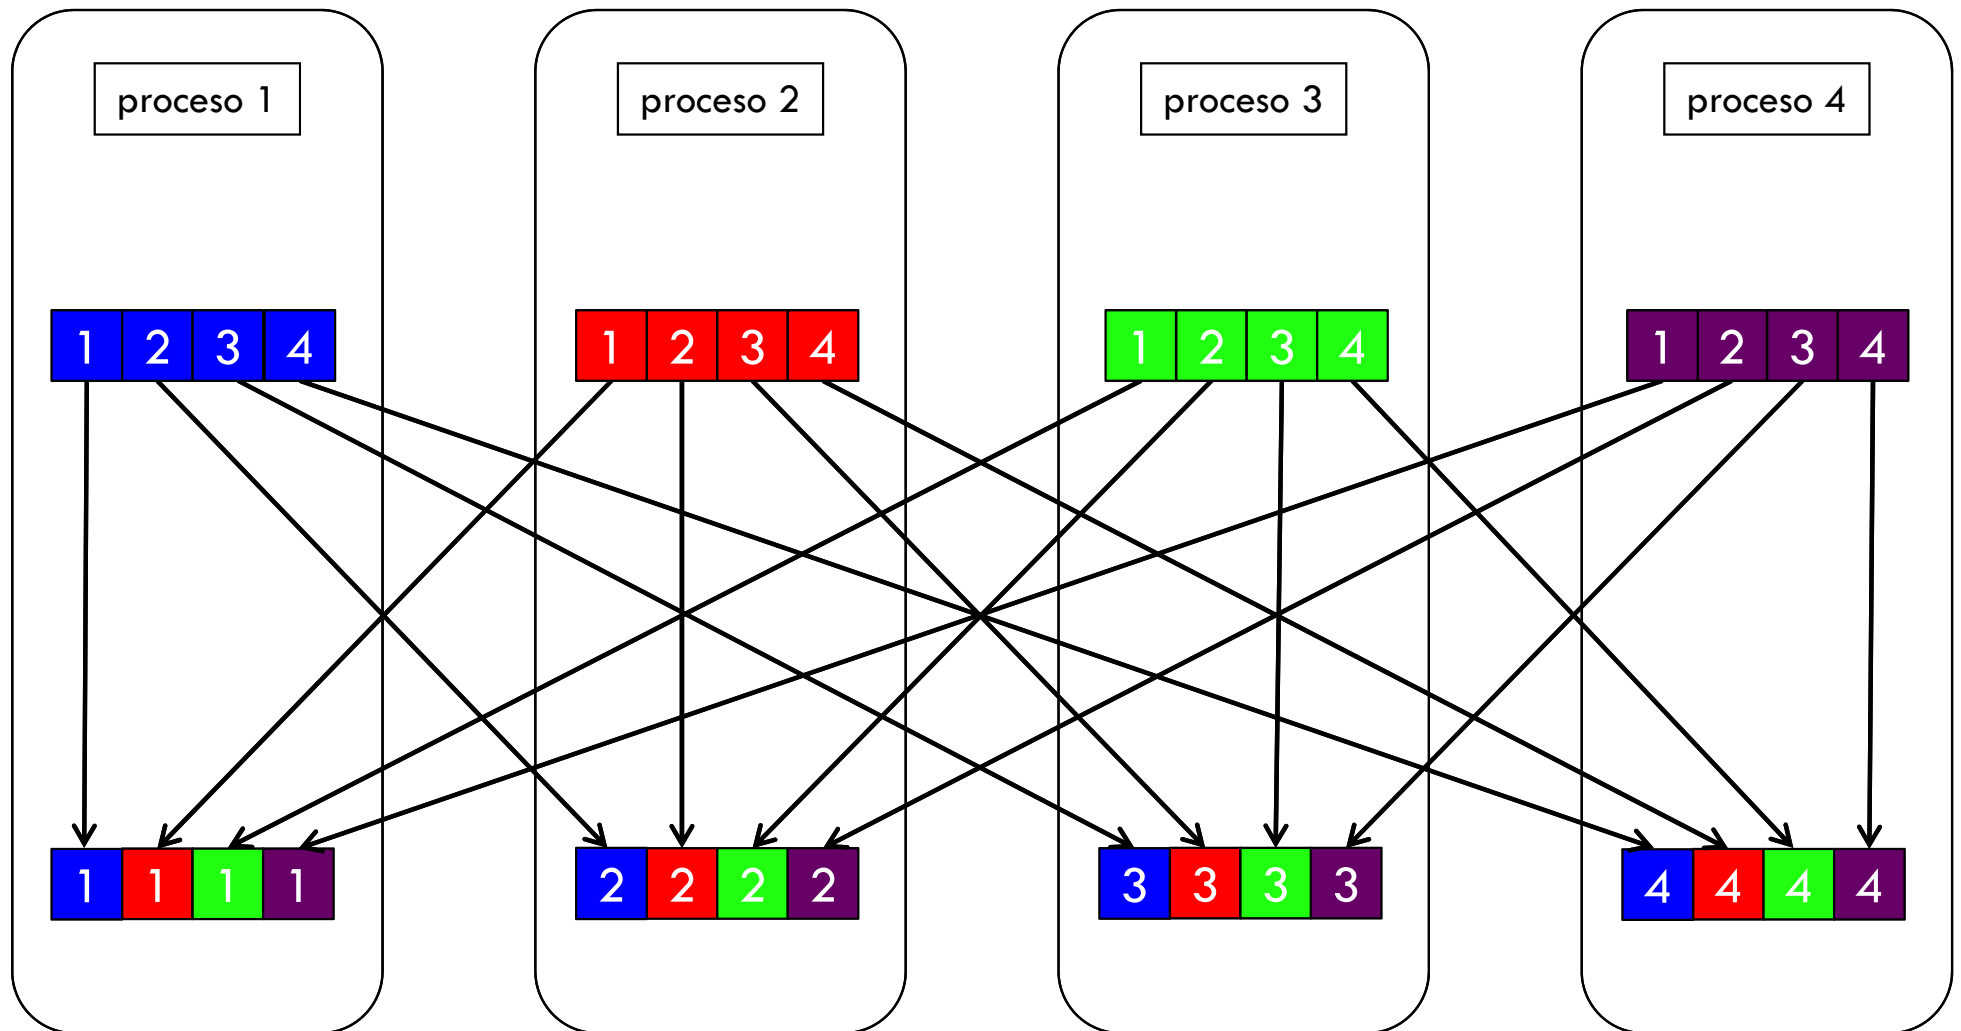 proceso 1
proceso 2
proceso 3
proceso 4
1 2 3 4
1 2 3 4
1 2 3 4
1 2 3 4
1 1 1 1
2 2 2 2
3 3 3 3
4 4 4 4